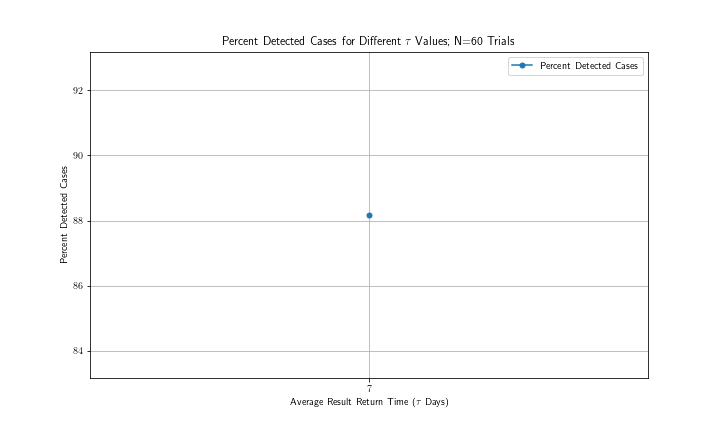 Percent Detected Cases for Different τ Values; N=60 Trials
Percent Detected Cases
92
90
88
86
84
Percent Detected Cases
7
Average Result Return Time (τ Days)